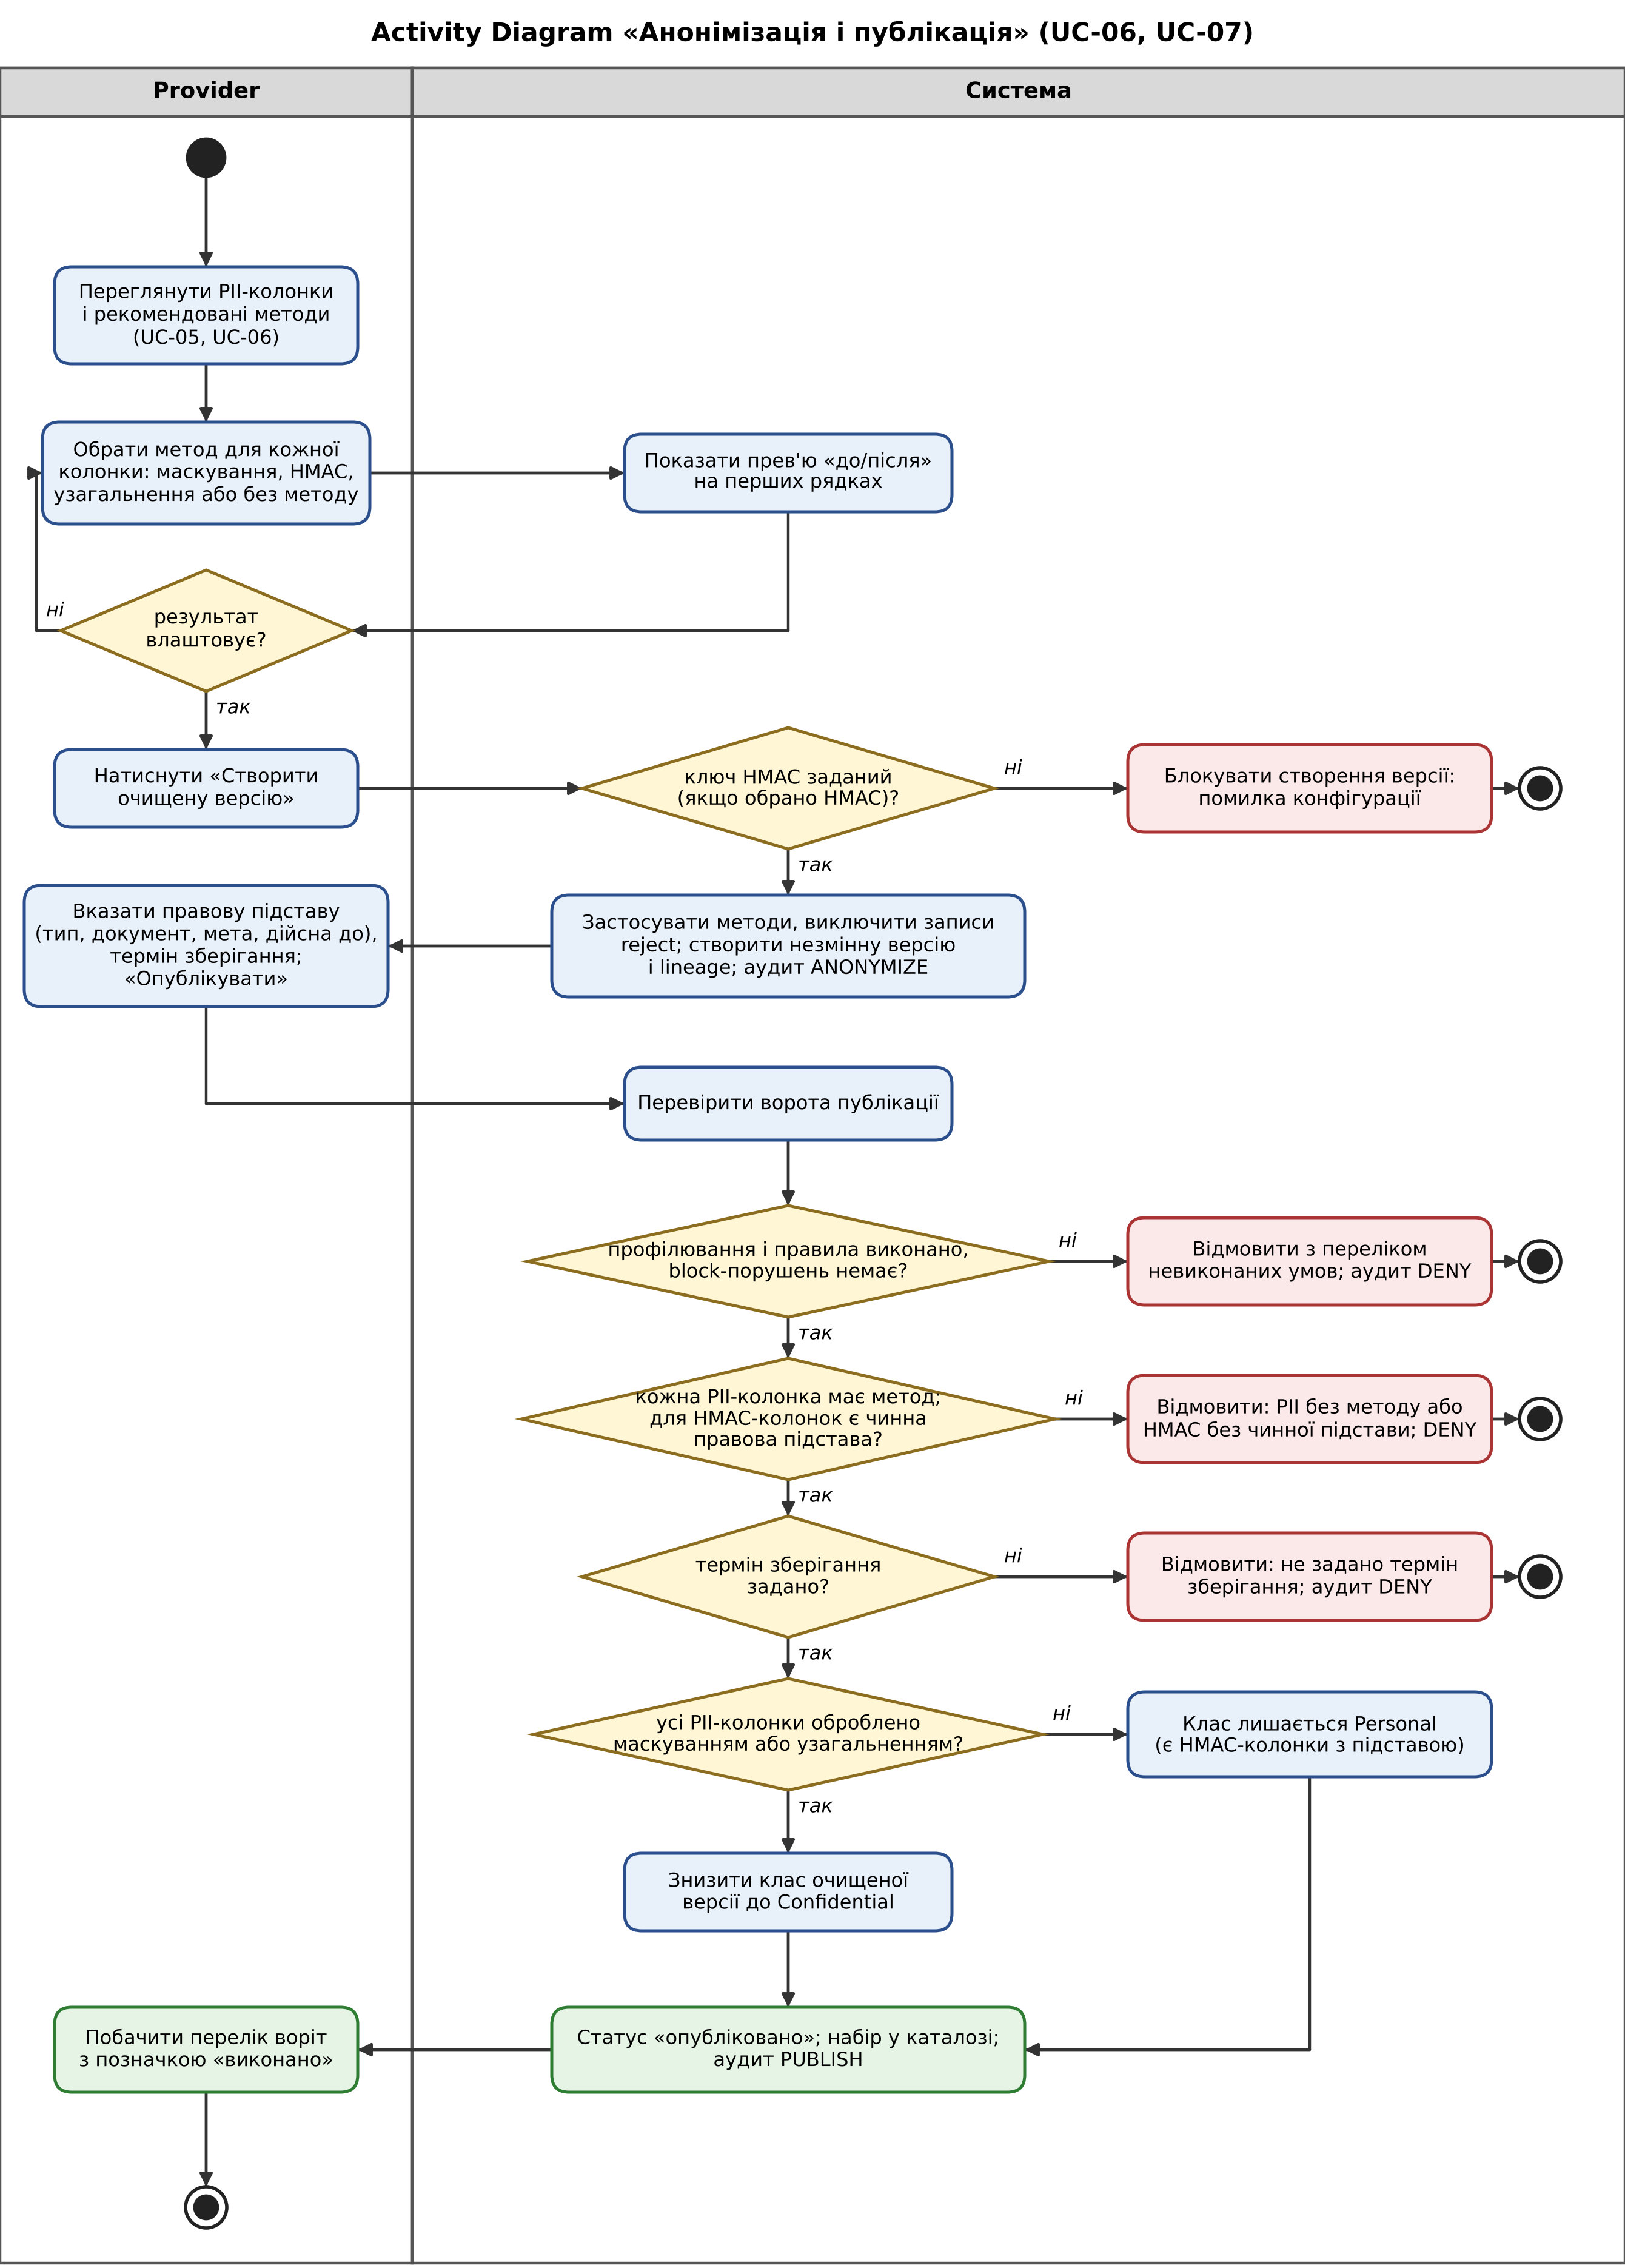 Activity Diagram «Анонімізація і публікація» (UC-06, UC-07)
Provider
Система
Переглянути PII-колонки
і рекомендовані методи
(UC-05, UC-06)
Обрати метод для кожної
колонки: маскування, HMAC,
узагальнення або без методу
Показати прев'ю «до/після»
на перших рядках
результат
влаштовує?
ні
так
Натиснути «Створити
очищену версію»
ключ HMAC заданий
(якщо обрано HMAC)?
ні
Блокувати створення версії:
помилка конфігурації
так
Застосувати методи, виключити записи
reject; створити незмінну версію
і lineage; аудит ANONYMIZE
Вказати правову підставу
(тип, документ, мета, дійсна до),
термін зберігання;
«Опублікувати»
Перевірити ворота публікації
профілювання і правила виконано,
block-порушень немає?
ні
Відмовити з переліком
невиконаних умов; аудит DENY
так
кожна PII-колонка має метод;
для HMAC-колонок є чинна
правова підстава?
ні
Відмовити: PII без методу або
HMAC без чинної підстави; DENY
так
термін зберігання
задано?
ні
Відмовити: не задано термін
зберігання; аудит DENY
так
усі PII-колонки оброблено
маскуванням або узагальненням?
ні
Клас лишається Personal
(є HMAC-колонки з підставою)
так
Знизити клас очищеної
версії до Confidential
Статус «опубліковано»; набір у каталозі;
аудит PUBLISH
Побачити перелік воріт
з позначкою «виконано»